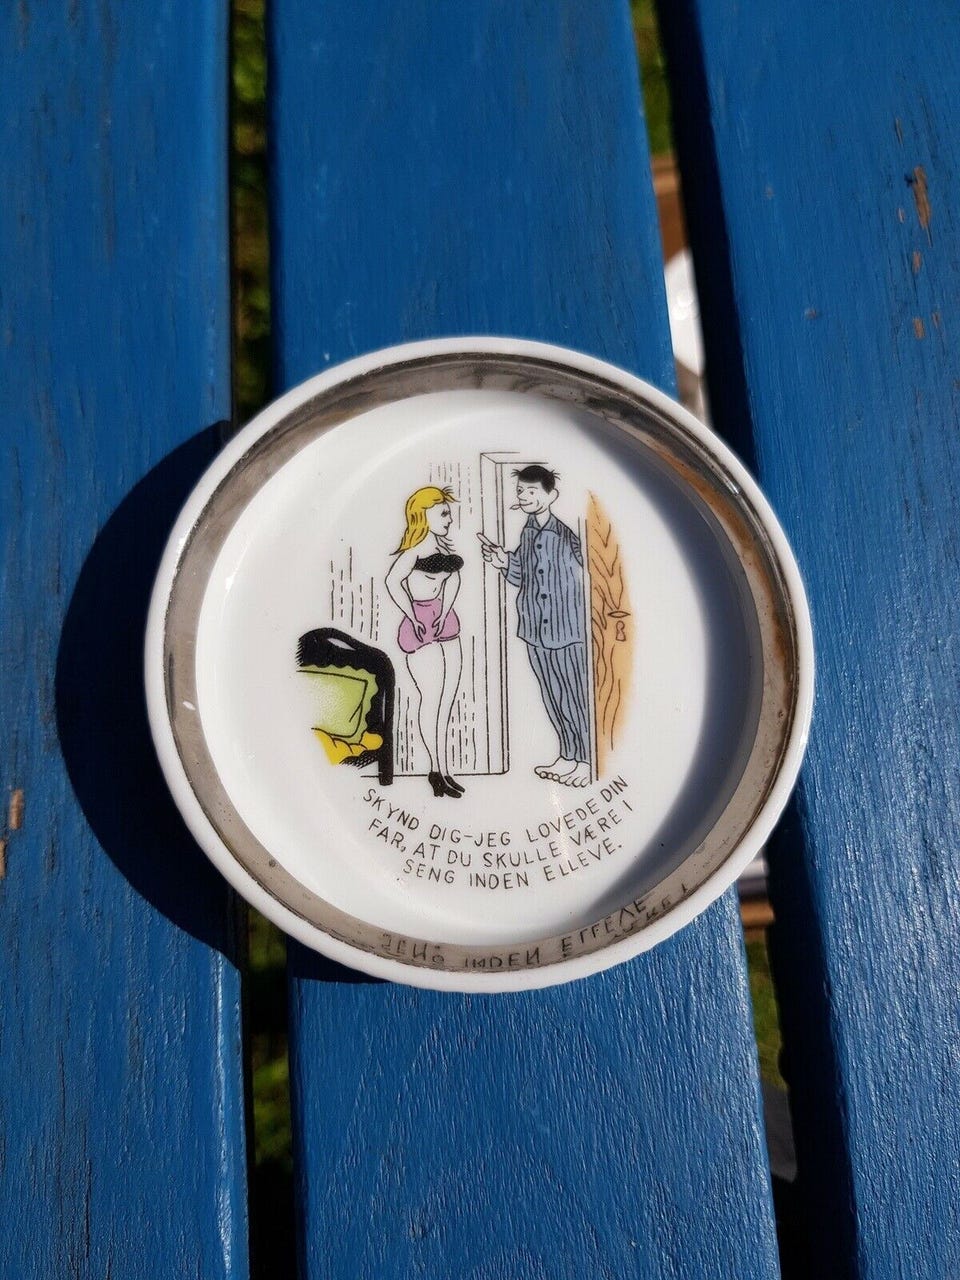 SKYND DIG-JEG LOVEDE DIN
FAR, AT DU SKULLE VÆRE I
SENG INDEN ELLEVE.